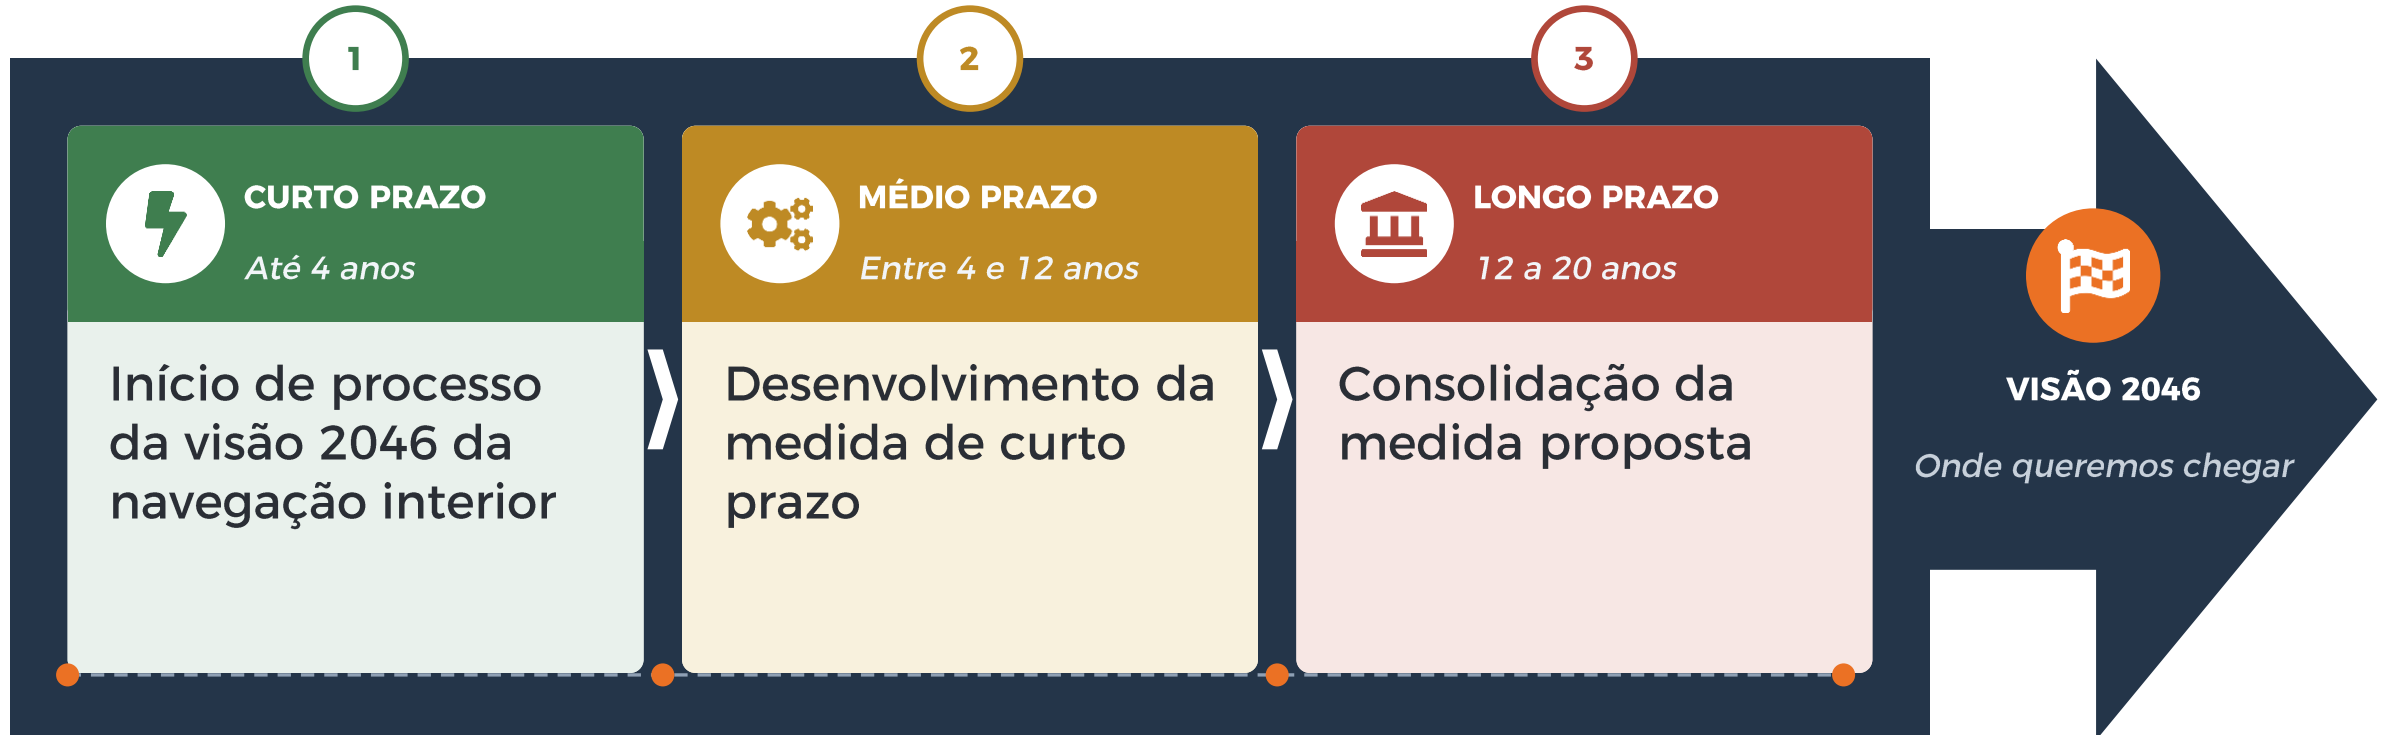 1
CURTO PRAZO
Até 4 anos
Início de processo
da visão 2046 da
navegação interior
2
MÉDIO PRAZO
Entre 4 e 12 anos
Desenvolvimento da
medida de curto
prazo
3
LONGO PRAZO
12 a 20 anos
Consolidação da
medida proposta
VISÃO 2046
Onde queremos chegar